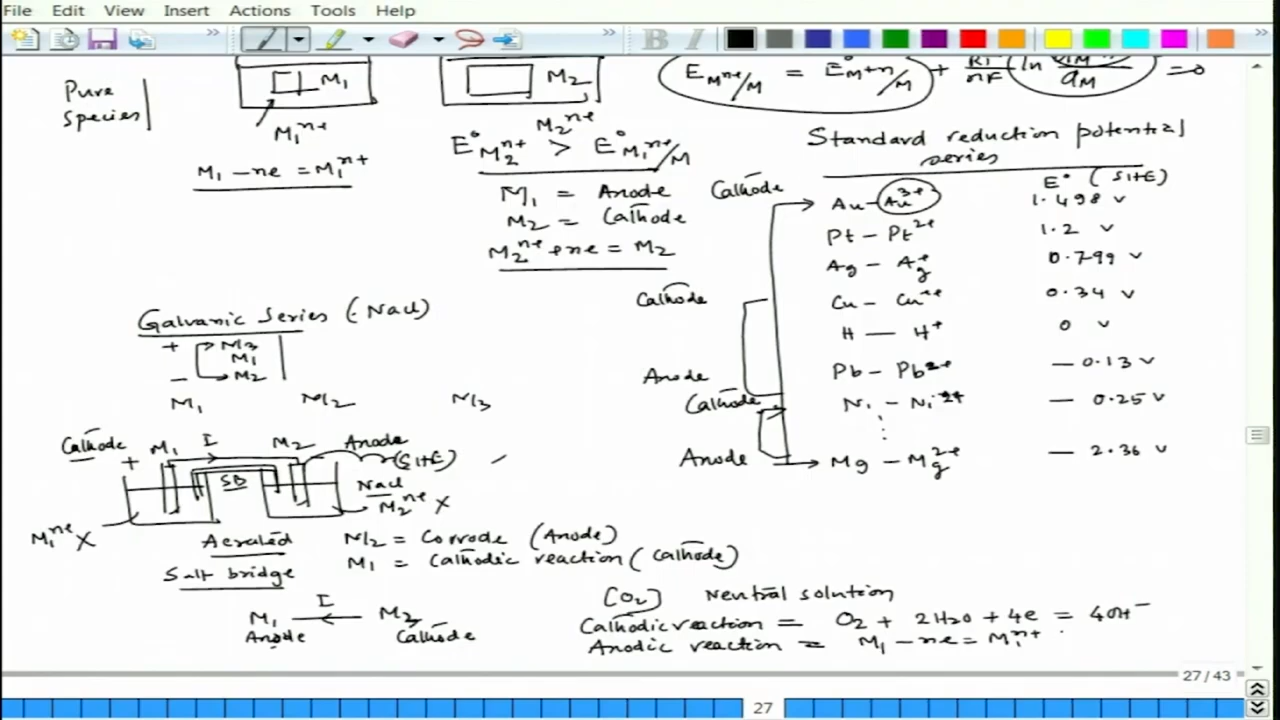 File Edit View Insert Actions Tools Help
Pure Species
M₁
M₁ⁿ⁺
M₁ - ne = M₁ⁿ⁺
M₂
M₂ⁿ⁺
E°M₂ⁿ⁺ > E°M₁ⁿ⁺/M
M₁ = Anode
M₂ = Cathode
M₂ⁿ⁺ + ne = M₂
E Mⁿ⁺/M = E° M⁺ⁿ/M + RT/nF ln aM
Standard reduction potential series
E° (SHE)
Cathode Au - Au³⁺ 1.498 V
Pt - Pt²⁺ 1.2 V
Ag - Ag⁺ 0.799 V
Cathode Cu - Cu⁺⁺ 0.34 V
H — H⁺ 0 V
Anode Pb - Pb²⁺ - 0.13 V
Cathode Ni - Ni²⁺ - 0.25 V
Anode Mg - Mg²⁺ - 2.36 V
Galvanic Series (NaCl)
+ M₃
M₁
- M₂
M₁ M₂ M₃
Cathode M₁ I M₂ Anode
+ SB (SHE)
NaCl
M₁ⁿ⁺ X M₂ⁿ⁺ X
Aerated
Salt bridge
M₂ = Corrode (Anode)
M₁ = Cathodic reaction (Cathode)
I
M₁ ← M₂
Anode Cathode
[O₂] Neutral solution
Cathodic reaction = O₂ + 2H₂O + 4e = 4OH⁻
Anodic reaction = M₁ - ne = M₁ⁿ⁺
27/43
27